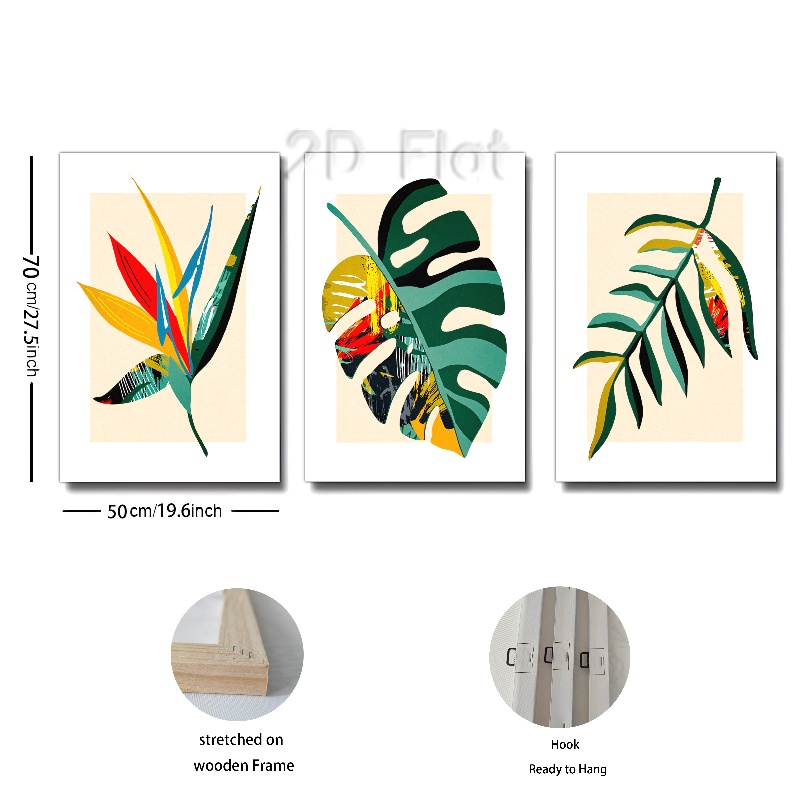 2D Flat
70 cm/27.5inch
50 cm/19.6inch
stretched on
wooden Frame
Hook
Ready to Hang